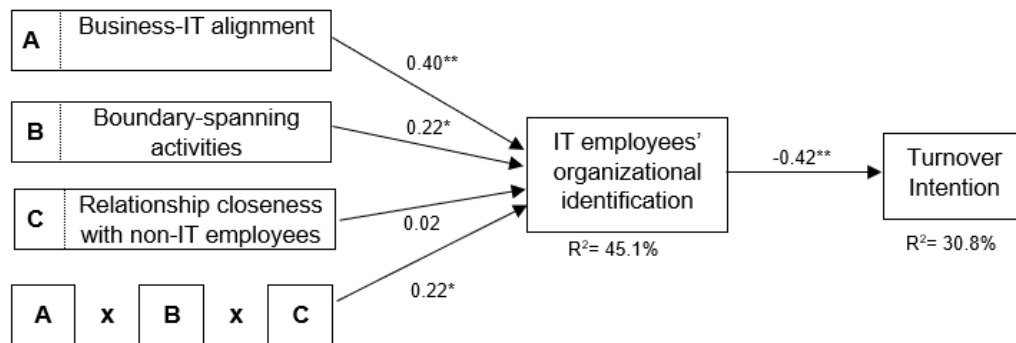 A
Business-IT alignment
0.40**
B
Boundary-spanning
activities
0.22*
C
Relationship closeness
with non-IT employees
0.02
A x B x C
0.22*
IT employees’
organizational
identification
R²= 45.1%
-0.42**
Turnover
Intention
R²= 30.8%